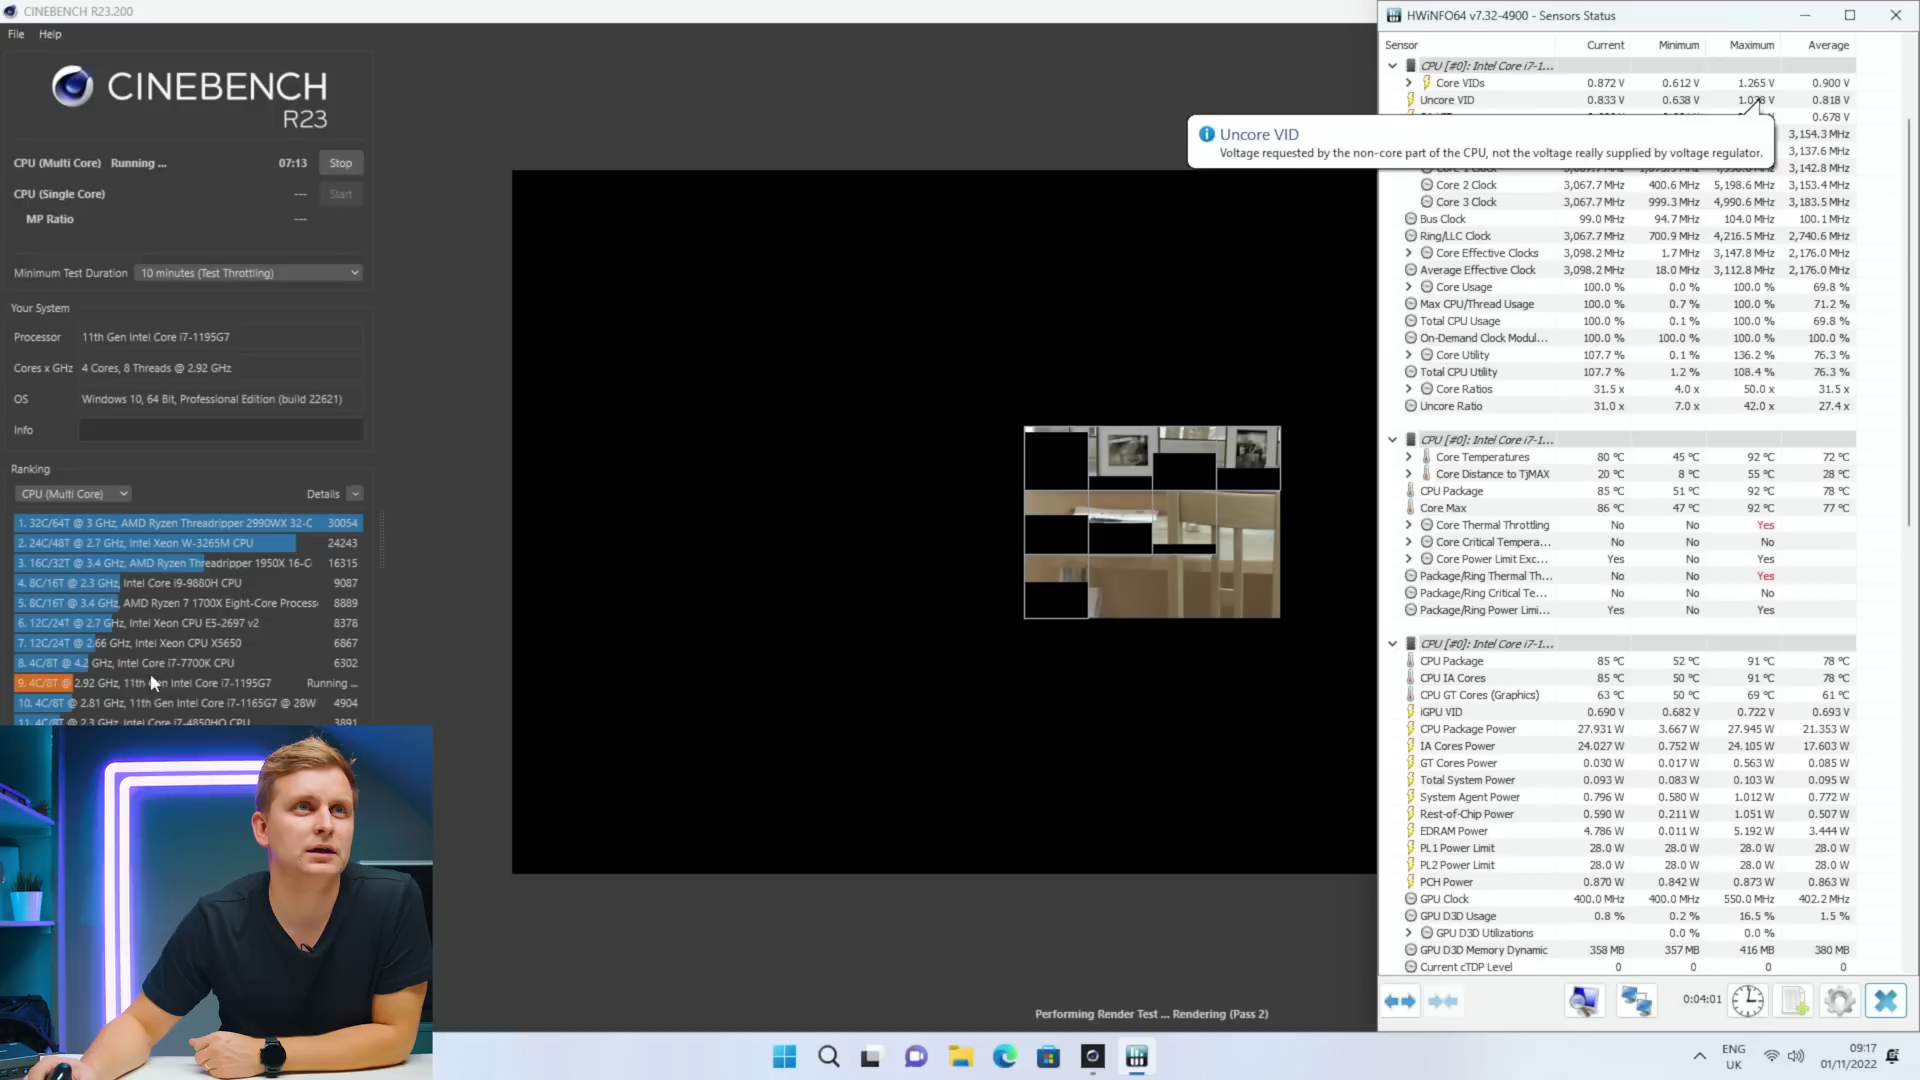 CINEBENCH R23.200
File Help
CINEBENCH
R23
CPU (Multi Core) Running ... 07:13 Stop
CPU (Single Core) --- Start
MP Ratio ---
Minimum Test Duration 10 minutes (Test Throttling)
Your System
Processor 11th Gen Intel Core i7-1195G7
Cores x GHz 4 Cores, 8 Threads @ 2.92 GHz
OS Windows 10, 64 Bit, Professional Edition (build 22621)
Info
Ranking
CPU (Multi Core) Details
1. 32C/64T @ 3 GHz, AMD Ryzen Threadripper 2990WX 32-C 30054
2. 24C/48T @ 2.7 GHz, Intel Xeon W-3265M CPU 24243
3. 16C/32T @ 3.4 GHz, AMD Ryzen Threadripper 1950X 16-C 16315
4. 8C/16T @ 2.3 GHz, Intel Core i9-9880H CPU 9087
5. 8C/16T @ 3.4 GHz, AMD Ryzen 7 1700X Eight-Core Process 8889
6. 12C/24T @ 2.7 GHz, Intel Xeon CPU E5-2697 v2 8378
7. 12C/24T @ 2.66 GHz, Intel Xeon CPU X5650 6867
8. 4C/8T @ 4.2 GHz, Intel Core i7-7700K CPU 6302
9. 4C/8T @ 2.92 GHz, 11th Gen Intel Core i7-1195G7 Running ...
10. 4C/8T @ 2.81 GHz, 11th Gen Intel Core i7-1165G7 @ 28W 4904
11. 4C/8T @ 2.3 GHz, Intel Core i7-4850HQ CPU 3891
Performing Render Test ... Rendering (Pass 2)
HWiNFO64 v7.32-4900 - Sensors Status
Sensor Current Minimum Maximum Average
CPU [#0]: Intel Core i7-1...
Core VIDs 0.872 V 0.612 V 1.265 V 0.900 V
Uncore VID 0.833 V 0.638 V V 0.818 V
0.678 V
Uncore VID
Voltage requested by the non-core part of the CPU, not the voltage really supplied by voltage regulator.
3,154.3 MHz
3,137.6 MHz
Core 1 Clock 3,142.8 MHz
Core 2 Clock 3,067.7 MHz 400.6 MHz 5,198.6 MHz 3,153.4 MHz
Core 3 Clock 3,067.7 MHz 999.3 MHz 4,990.6 MHz 3,183.5 MHz
Bus Clock 99.0 MHz 94.7 MHz 104.0 MHz 100.1 MHz
Ring/LLC Clock 3,067.7 MHz 700.9 MHz 4,216.5 MHz 2,740.6 MHz
Core Effective Clocks 3,098.2 MHz 1.7 MHz 3,147.8 MHz 2,176.0 MHz
Average Effective Clock 3,098.2 MHz 18.0 MHz 3,112.8 MHz 2,176.0 MHz
Core Usage 100.0 % 0.0 % 100.0 % 69.8 %
Max CPU/Thread Usage 100.0 % 0.7 % 100.0 % 71.2 %
Total CPU Usage 100.0 % 0.1 % 100.0 % 69.8 %
On-Demand Clock Modul... 100.0 % 100.0 % 100.0 % 100.0 %
Core Utility 107.7 % 0.1 % 136.2 % 76.3 %
Total CPU Utility 107.7 % 1.2 % 108.4 % 76.3 %
Core Ratios 31.5 x 4.0 x 50.0 x 31.5 x
Uncore Ratio 31.0 x 7.0 x 42.0 x 27.4 x
CPU [#0]: Intel Core i7-1...
Core Temperatures 80 °C 45 °C 92 °C 72 °C
Core Distance to TjMAX 20 °C 8 °C 55 °C 28 °C
CPU Package 85 °C 51 °C 92 °C 78 °C
Core Max 86 °C 47 °C 92 °C 77 °C
Core Thermal Throttling No No Yes
Core Critical Tempera... No No No
Core Power Limit Exc... Yes No Yes
Package/Ring Thermal Th... No No Yes
Package/Ring Critical Te... No No No
Package/Ring Power Limi... Yes No Yes
CPU [#0]: Intel Core i7-1...
CPU Package 85 °C 52 °C 91 °C 78 °C
CPU IA Cores 85 °C 50 °C 91 °C 78 °C
CPU GT Cores (Graphics) 63 °C 50 °C 69 °C 61 °C
iGPU VID 0.690 V 0.682 V 0.722 V 0.693 V
CPU Package Power 27.931 W 3.667 W 27.945 W 21.353 W
IA Cores Power 24.027 W 0.752 W 24.105 W 17.603 W
GT Cores Power 0.030 W 0.017 W 0.563 W 0.085 W
Total System Power 0.093 W 0.083 W 0.103 W 0.095 W
System Agent Power 0.796 W 0.580 W 1.012 W 0.772 W
Rest-of-Chip Power 0.590 W 0.211 W 1.051 W 0.507 W
EDRAM Power 4.786 W 0.011 W 5.192 W 3.444 W
PL1 Power Limit 28.0 W 28.0 W 28.0 W 28.0 W
PL2 Power Limit 28.0 W 28.0 W 28.0 W 28.0 W
PCH Power 0.870 W 0.842 W 0.873 W 0.863 W
GPU Clock 400.0 MHz 400.0 MHz 550.0 MHz 402.2 MHz
GPU D3D Usage 0.8 % 0.2 % 16.5 % 1.5 %
GPU D3D Utilizations 0.0 % 0.0 %
GPU D3D Memory Dynamic 358 MB 357 MB 416 MB 380 MB
Current cTDP Level 0 0 0 0
0:04:01
ENG
UK
09:17
01/11/2022